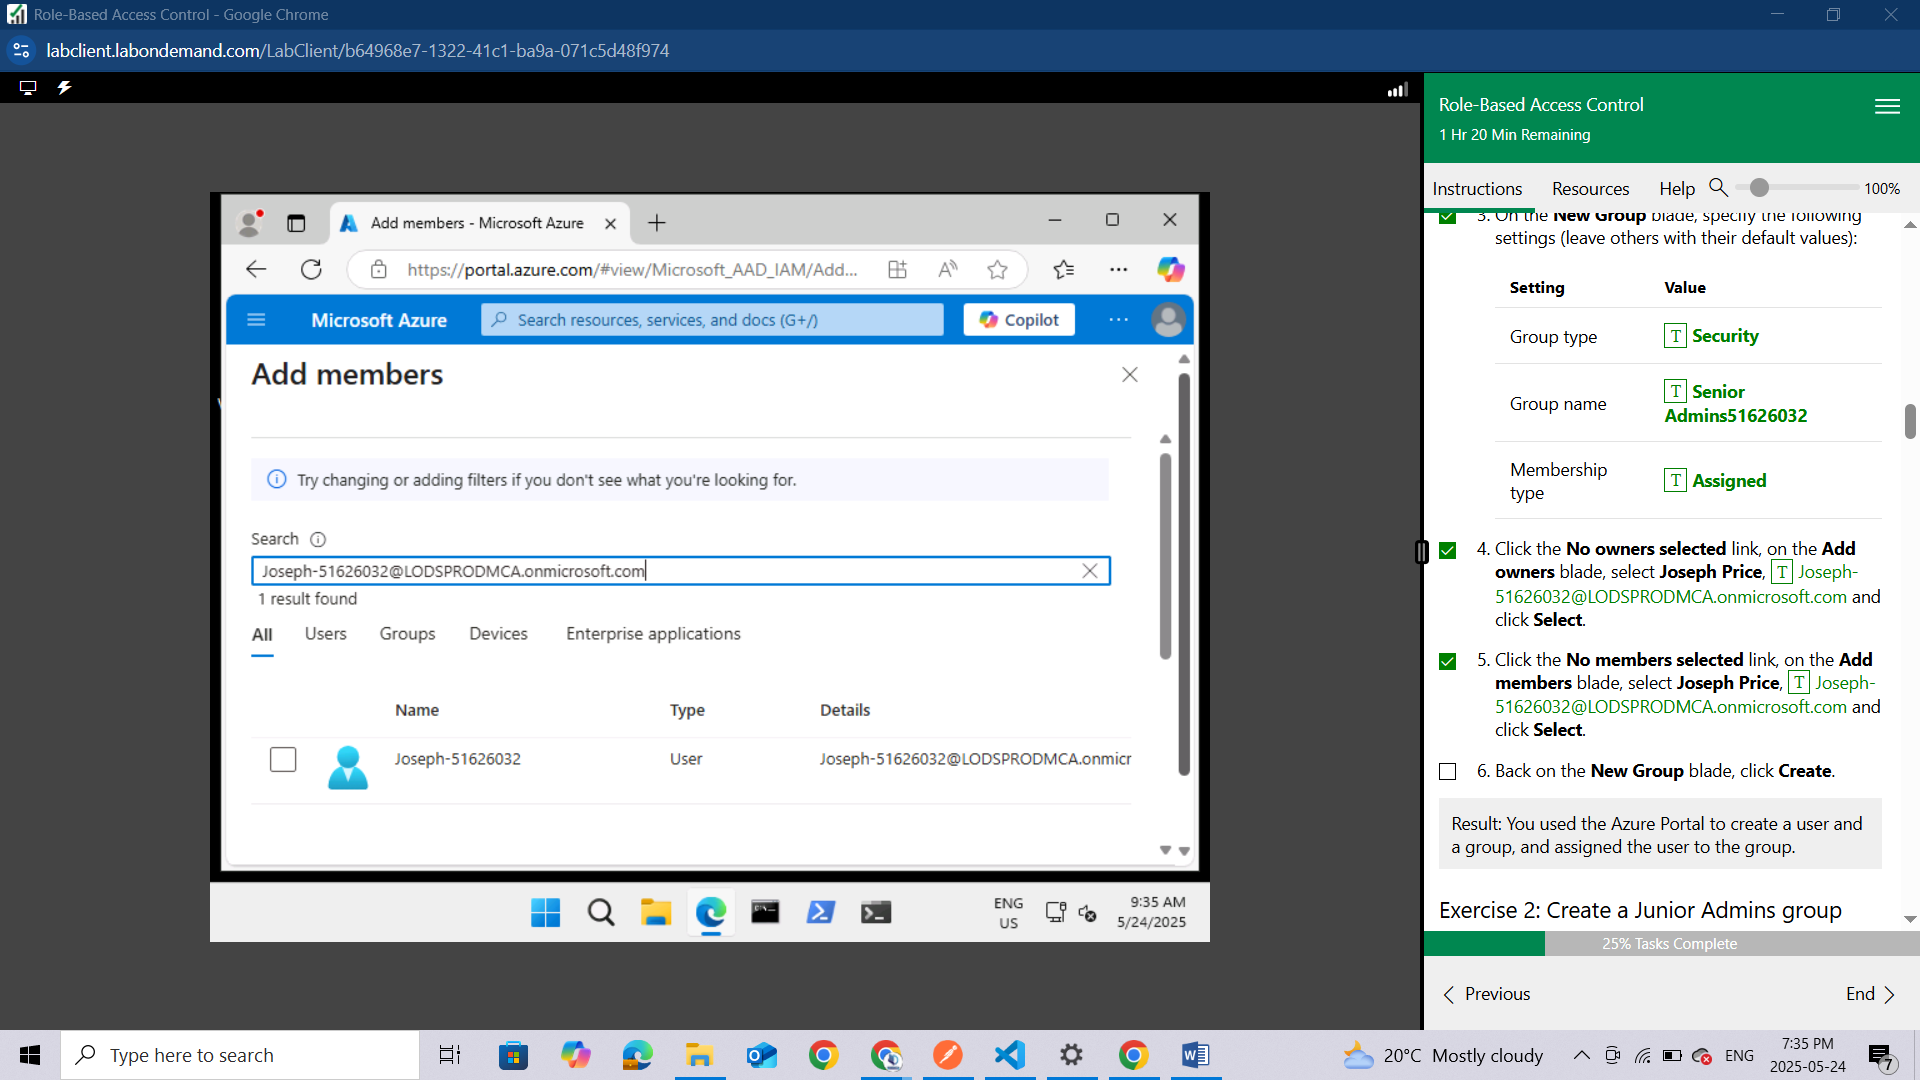 Role-Based Access Control - Google Chrome
labclient.labondemand.com/LabClient/b64968e7-1322-41c1-ba9a-071c5d48f974
Add members - Microsoft Azure
https://portal.azure.com/#view/Microsoft_AAD_IAM/Add...
Microsoft Azure
Search resources, services, and docs (G+/)
Copilot
Add members
Try changing or adding filters if you don't see what you're looking for.
Search
Joseph-51626032@LODSPRODMCA.onmicrosoft.com
1 result found
All Users Groups Devices Enterprise applications
Name Type Details
Joseph-51626032 User Joseph-51626032@LODSPRODMCA.onmicr
ENG
US
9:35 AM
5/24/2025
Role-Based Access Control
1 Hr 20 Min Remaining
Instructions Resources Help 100%
3. On the New Group blade, specify the following
settings (leave others with their default values):
Setting Value
Group type T Security
Group name T Senior
Admins51626032
Membership
type T Assigned
4. Click the No owners selected link, on the Add
owners blade, select Joseph Price, T Joseph-
51626032@LODSPRODMCA.onmicrosoft.com and
click Select.
5. Click the No members selected link, on the Add
members blade, select Joseph Price, T Joseph-
51626032@LODSPRODMCA.onmicrosoft.com and
click Select.
6. Back on the New Group blade, click Create.
Result: You used the Azure Portal to create a user and
a group, and assigned the user to the group.
Exercise 2: Create a Junior Admins group
25% Tasks Complete
Previous End
Type here to search
20°C Mostly cloudy
ENG
7:35 PM
2025-05-24
7